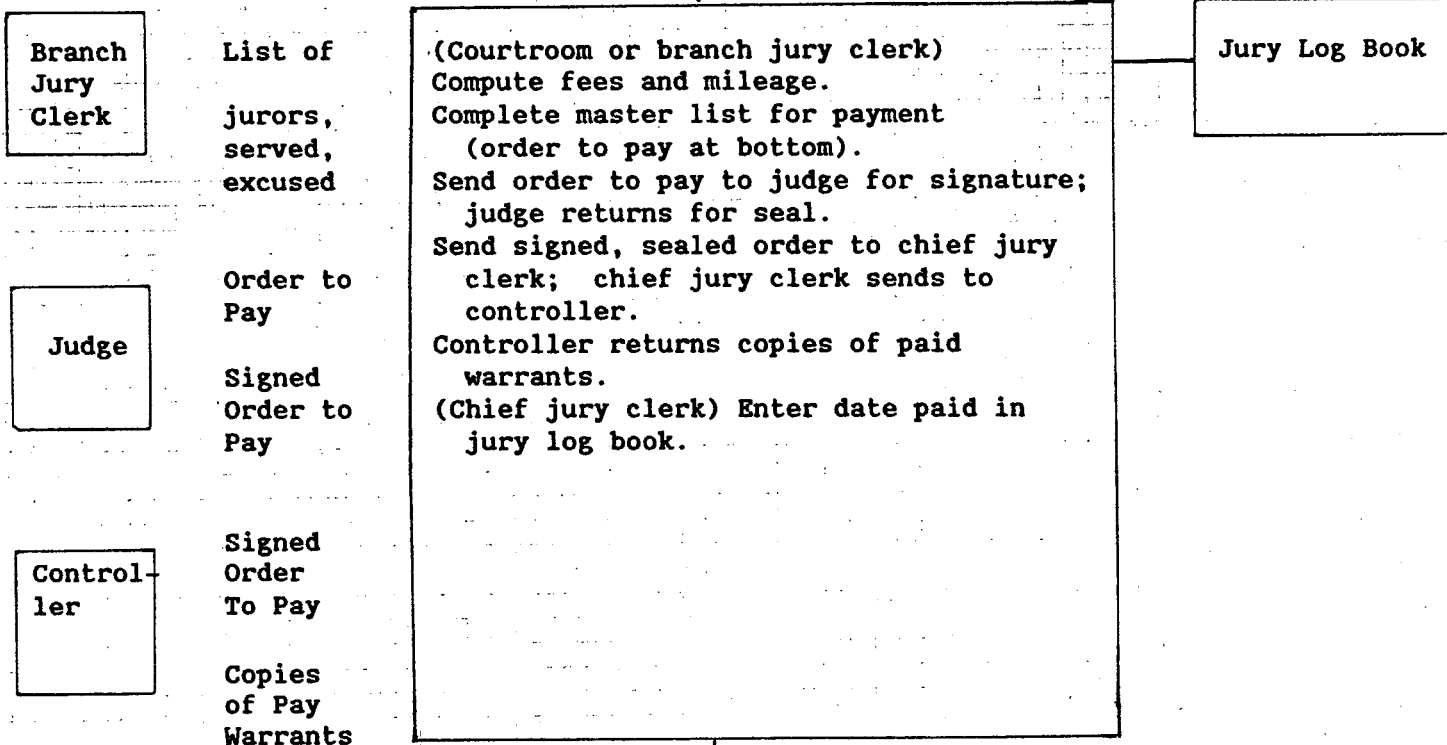 Branch
Jury
Clerk
List of
jurors,
served,
excused
(Courtroom or branch jury clerk)
Compute fees and mileage.
Complete master list for payment
(order to pay at bottom).
Send order to pay to judge for signature;
judge returns for seal.
Send signed, sealed order to chief jury
clerk; chief jury clerk sends to
controller.
Controller returns copies of paid
warrants.
(Chief jury clerk) Enter date paid in
jury log book.
Jury Log Book
Judge
Order to
Pay
Signed
Order to
Pay
Control-
ler
Signed
Order
To Pay
Copies
of Pay
Warrants